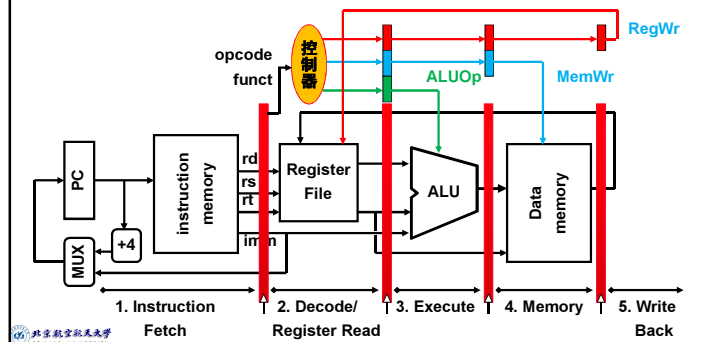 RegWr
opcode
funct
控制器
ALUOp
MemWr
PC
instruction
memory
rd
rs
rt
imm
Register
File
ALU
Data
memory
+4
MUX
1. Instruction
Fetch
2. Decode/
Register Read
3. Execute
4. Memory
5. Write
Back
北京航空航天大学